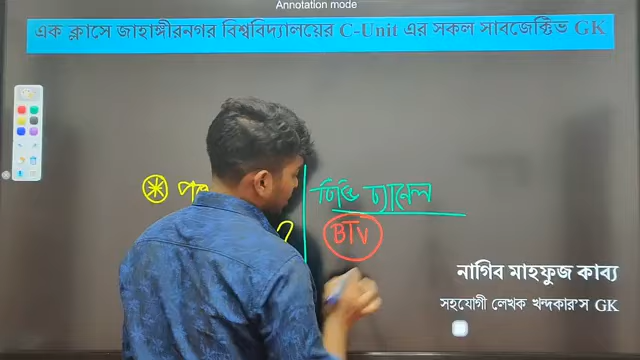 Annotation mode
এক ক্লাসে জাহাঙ্গীরনগর বিশ্ববিদ্যালয়ের C-Unit এর সকল সাবজেক্টিভ GK
টিভি চ্যানেল
BTV
নাগিব মাহফুজ কাব্য
সহযোগী লেখক খন্দকার'স GK